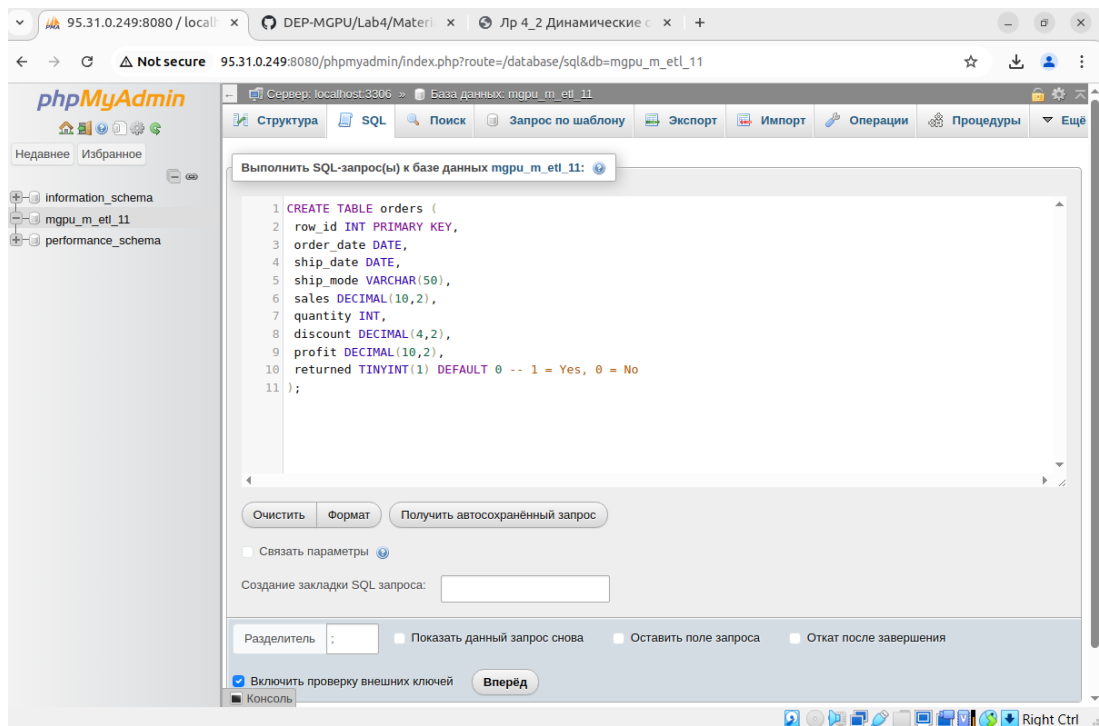 95.31.0.249:8080 / local
DEP-MGPU/Lab4/Materi
Лр 4_2 Динамические с
Not secure 95.31.0.249:8080/phpmyadmin/index.php?route=/database/sql&db=mgpu_m_etl_11
phpMyAdmin
Недавнее Избранное
information_schema
mgpu_m_etl_11
performance_schema
Сервер: localhost:3306 » База данных: mgpu_m_etl_11
Структура SQL Поиск Запрос по шаблону Экспорт Импорт Операции Процедуры Ещё
Выполнить SQL-запрос(ы) к базе данных mgpu_m_etl_11:
1 CREATE TABLE orders (
2 row_id INT PRIMARY KEY,
3 order_date DATE,
4 ship_date DATE,
5 ship_mode VARCHAR(50),
6 sales DECIMAL(10,2),
7 quantity INT,
8 discount DECIMAL(4,2),
9 profit DECIMAL(10,2),
10 returned TINYINT(1) DEFAULT 0 -- 1 = Yes, 0 = No
11 );
Очистить Формат Получить автосохранённый запрос
Связать параметры
Создание закладки SQL запроса:
Разделитель ; Показать данный запрос снова Оставить поле запроса Откат после завершения
Включить проверку внешних ключей Вперёд
Консоль
Right Ctrl